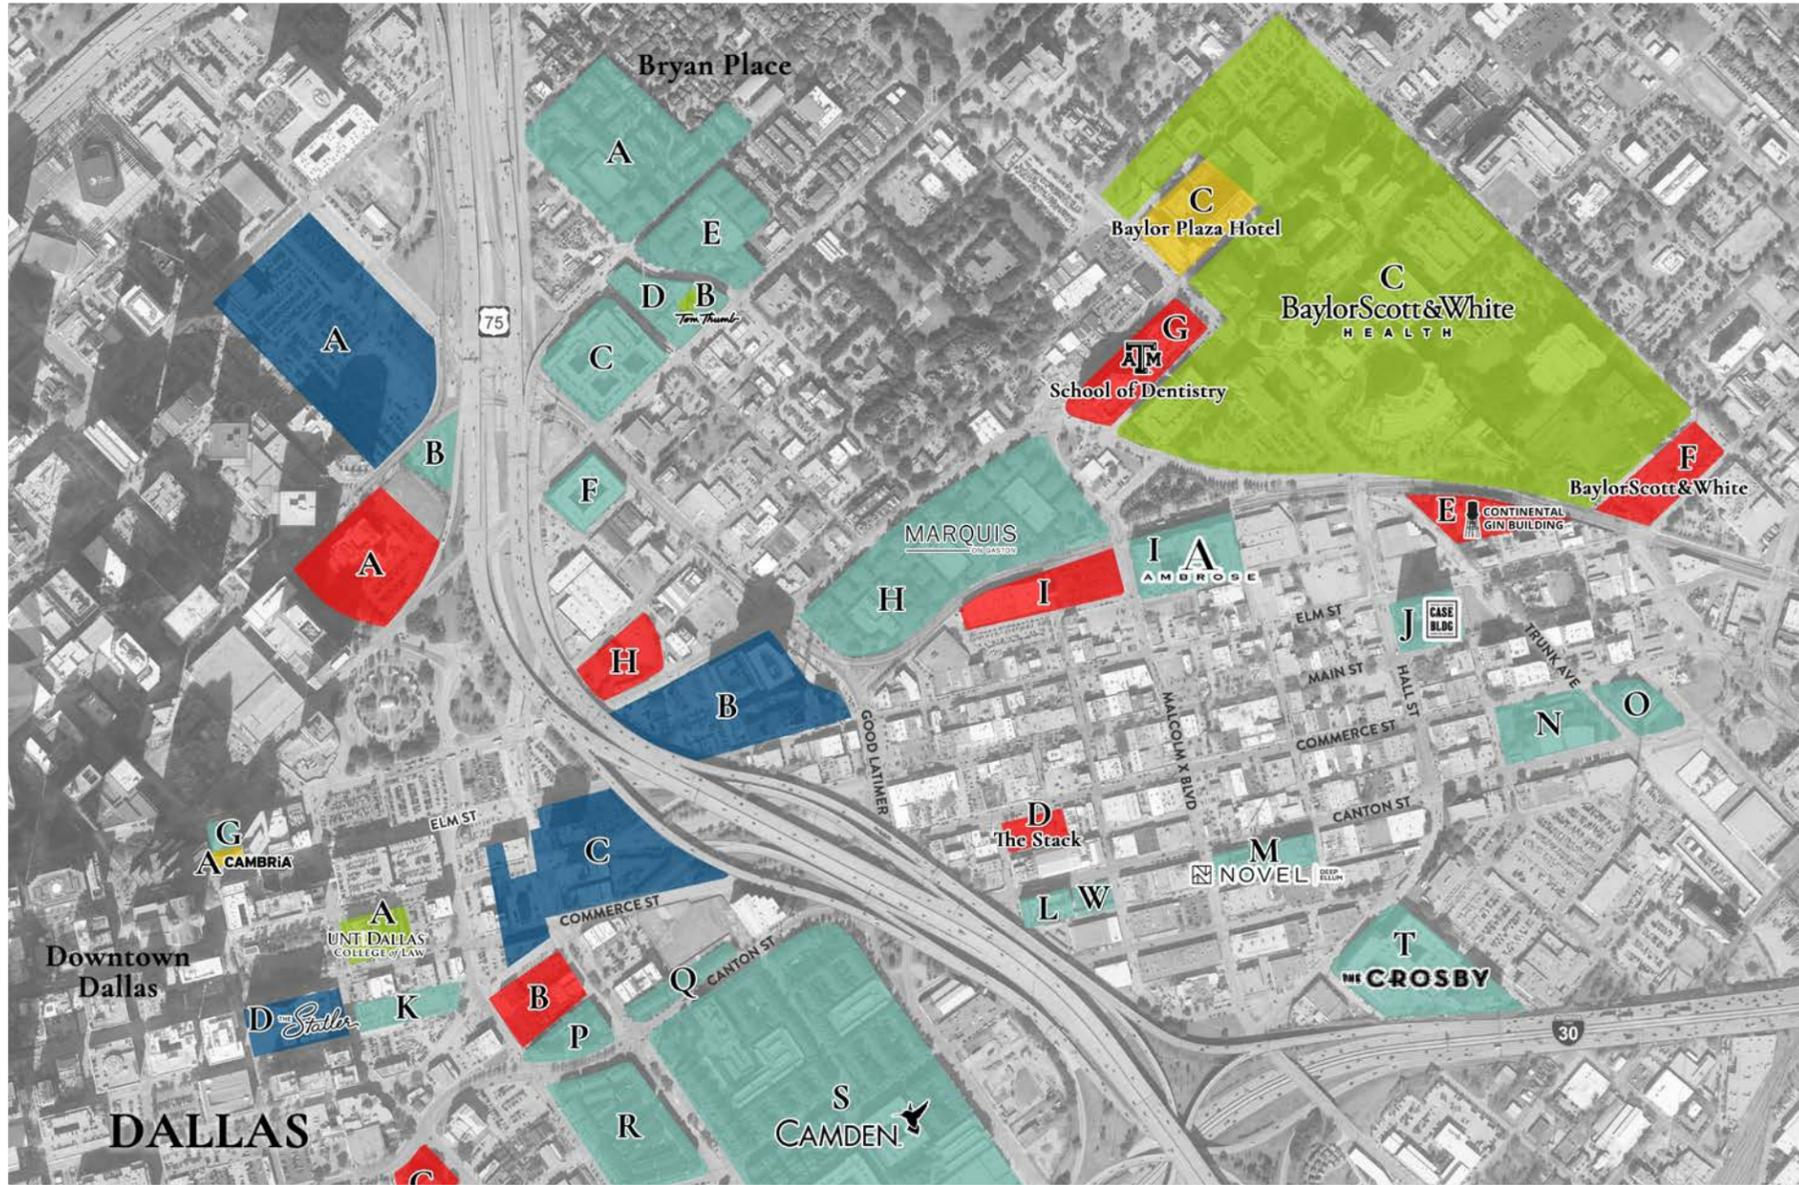 Bryan Place
A
E
C
Baylor Plaza Hotel
C
BaylorScott&White
HEALTH
D
B
Tom Thumb
75
A
C
G
ATM
School of Dentistry
B
F
F
BaylorScott&White
E
CONTINENTAL
GIN BUILDING
MARQUIS
ON GASTON
A
I
A
AMBROSE
H
I
ELM ST
J
CASE
BLDG
H
TRUNK AVE
MAIN ST
HALL ST
B
GOOD LATIMER
MALCOLM X BLVD
COMMERCE ST
N
O
ELM ST
CANTON ST
D
The Stack
G
A
CAMBRiA
C
M
NOVEL
DEEP
ELLUM
L
W
COMMERCE ST
A
UNT DALLAS
COLLEGE of LAW
Downtown
Dallas
T
THE CROSBY
CANTON ST
Q
B
K
D
THE Statler
P
30
S
CAMDEN
R
DALLAS
C